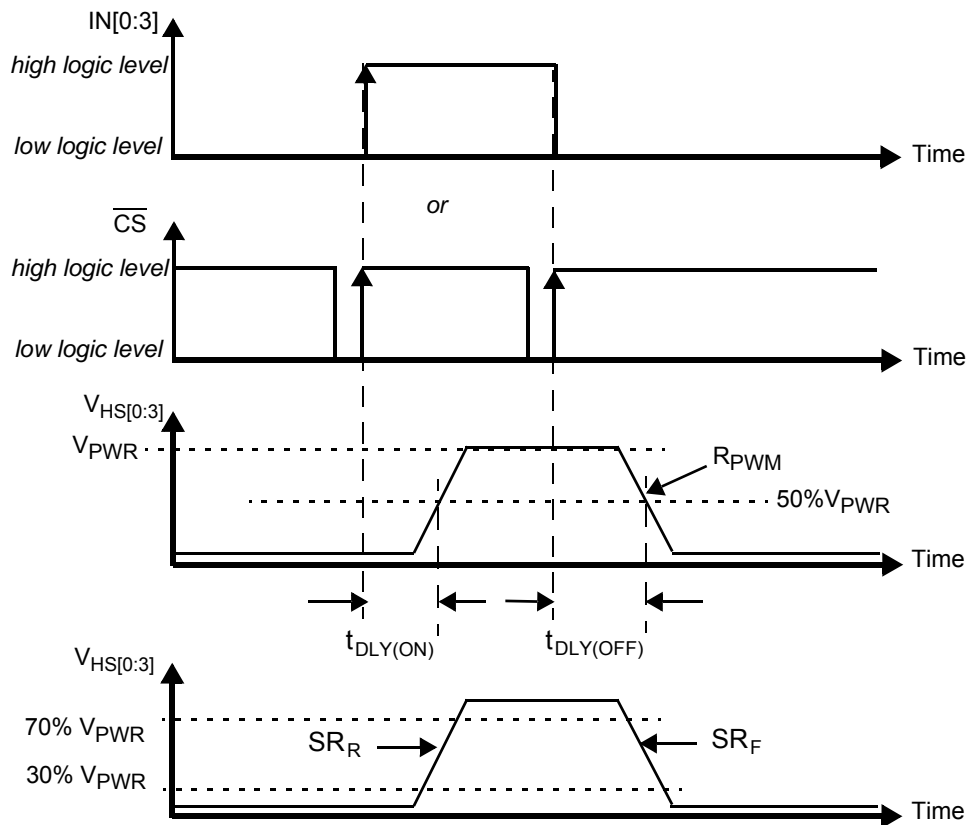 IN[0:3]
high logic level
low logic level
Time
or
CS
high logic level
low logic level
Time
VHS[0:3]
VPWR
RPWM
50%VPWR
Time
tDLY(ON)
tDLY(OFF)
VHS[0:3]
70% VPWR
SRR
SRF
30% VPWR
Time